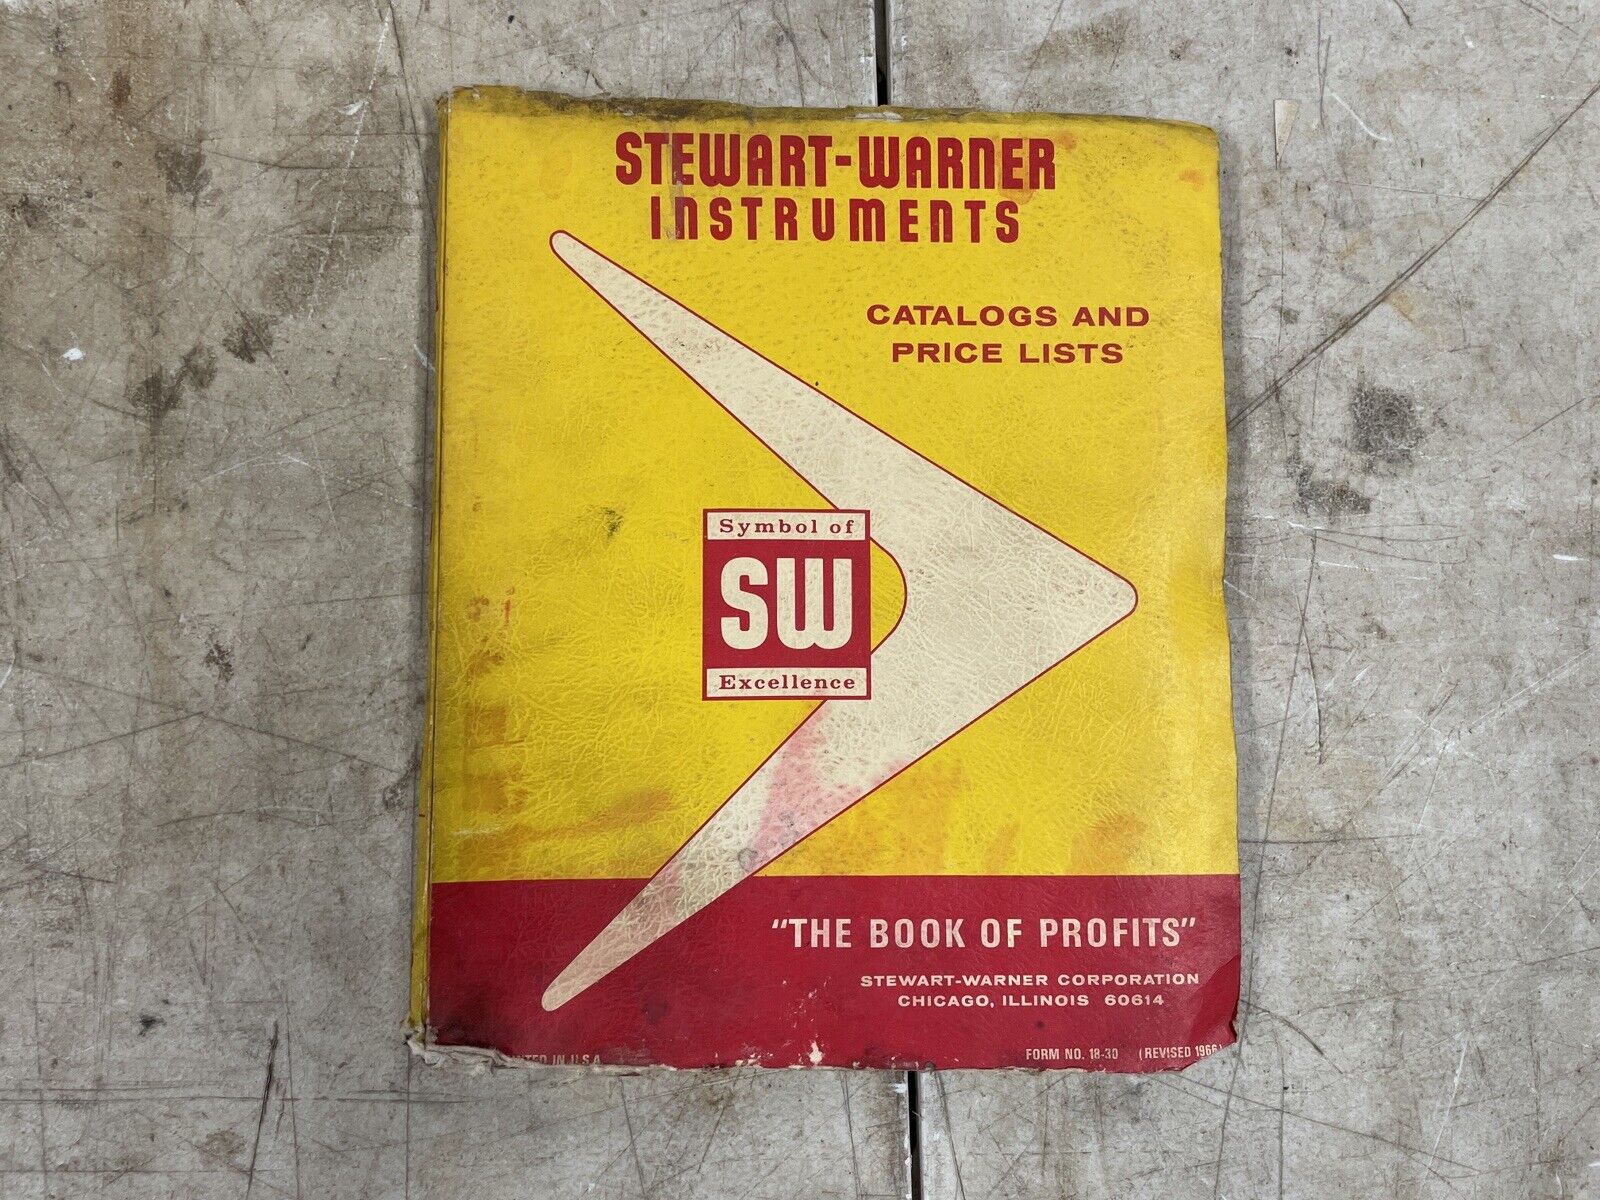 STEWART-WARNER
INSTRUMENTS
CATALOGS AND
PRICE LISTS
Symbol of
SW
Excellence
"THE BOOK OF PROFITS"
STEWART-WARNER CORPORATION
CHICAGO, ILLINOIS 60614
IN U.S.A.
FORM NO. 18-30 (REVISED 1966)